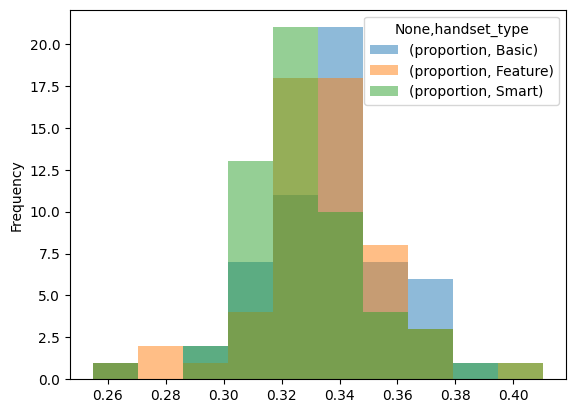 None,handset_type
(proportion, Basic)
(proportion, Feature)
(proportion, Smart)
Frequency
20.0
17.5
15.0
12.5
10.0
7.5
5.0
2.5
0.0
0.26 0.28 0.30 0.32 0.34 0.36 0.38 0.40